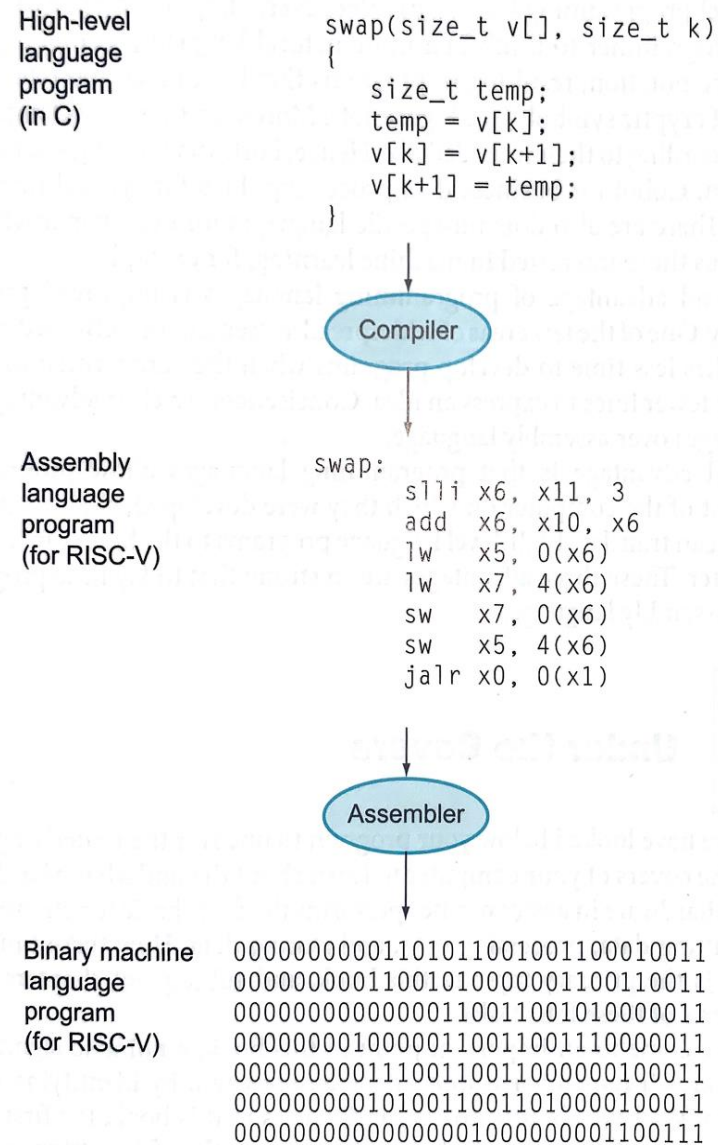 High-level
language
program
(in C)
swap(size_t v[], size_t k)
{
size_t temp;
temp = v[k];
v[k] = v[k+1];
v[k+1] = temp;
}
Compiler
Assembly
language
program
(for RISC-V)
swap:
slli x6, x11, 3
add x6, x10, x6
lw x5, 0(x6)
lw x7, 4(x6)
sw x7, 0(x6)
sw x5, 4(x6)
jalr x0, 0(x1)
Assembler
Binary machine
language
program
(for RISC-V)
00000000001101011001001100010011
00000000011001010000001100110011
00000000000000110011001010000011
00000000100000110011001110000011
00000000011100110011000000100011
00000000010100110011010000100011
00000000000000001000000001100111